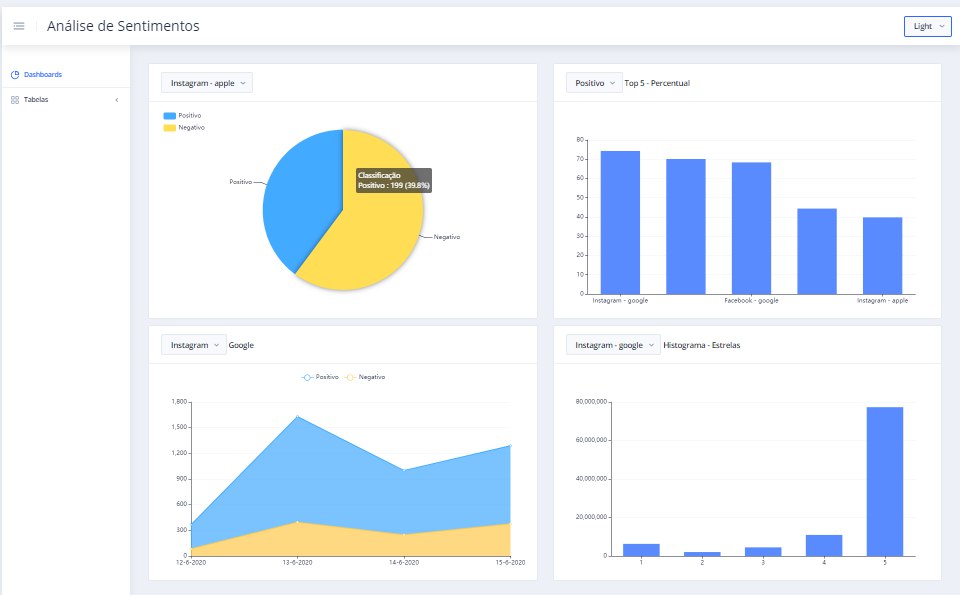 Análise de Sentimentos
Light
Dashboards
Tabelas
Instagram - apple
Positivo
Negativo
Positivo
Classificação
Positivo : 199 (39.8%)
Negativo
Positivo
Top 5 - Percentual
80
70
60
50
40
30
20
10
0
Instagram - google
Facebook - google
Instagram - apple
Instagram
Google
Positivo
Negativo
1,800
1,500
1,200
900
600
300
0
12-6-2020
13-6-2020
14-6-2020
15-6-2020
Instagram - google
Histograma - Estrelas
80,000,000
60,000,000
40,000,000
20,000,000
0
1
2
3
4
5